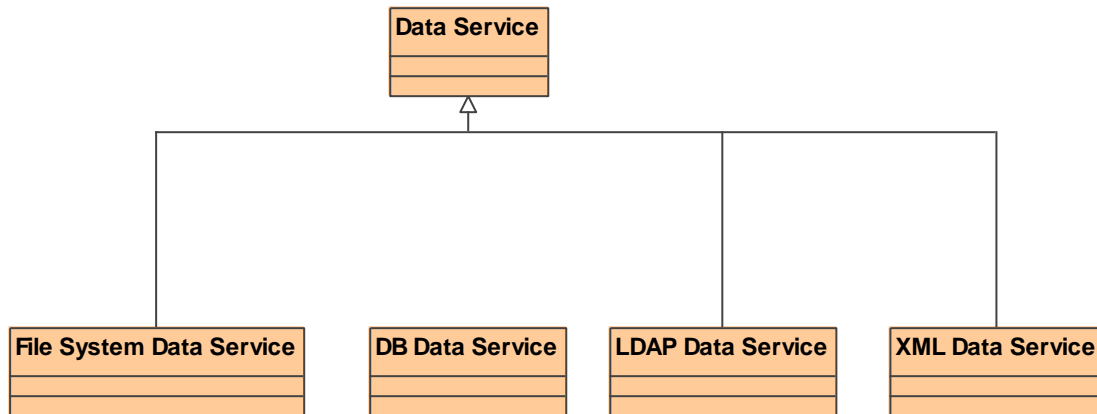 Data Service
File System Data Service
DB Data Service
LDAP Data Service
XML Data Service